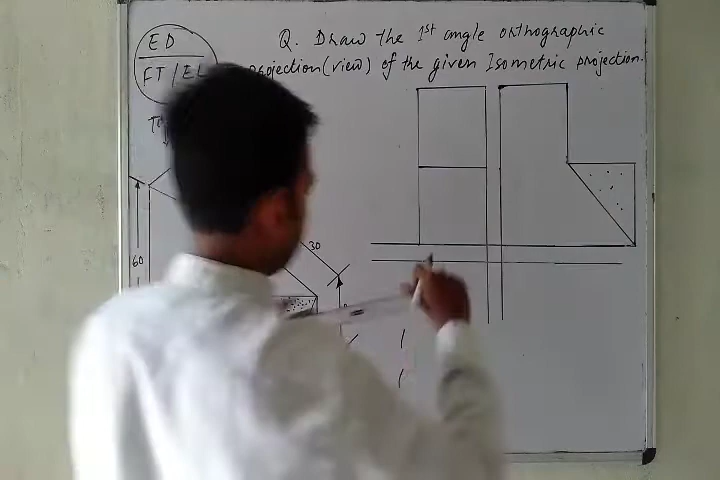 ED
Q. Draw the 1st angle orthographic
FT / EL
projection (view) of the given Isometric projection.
30
60